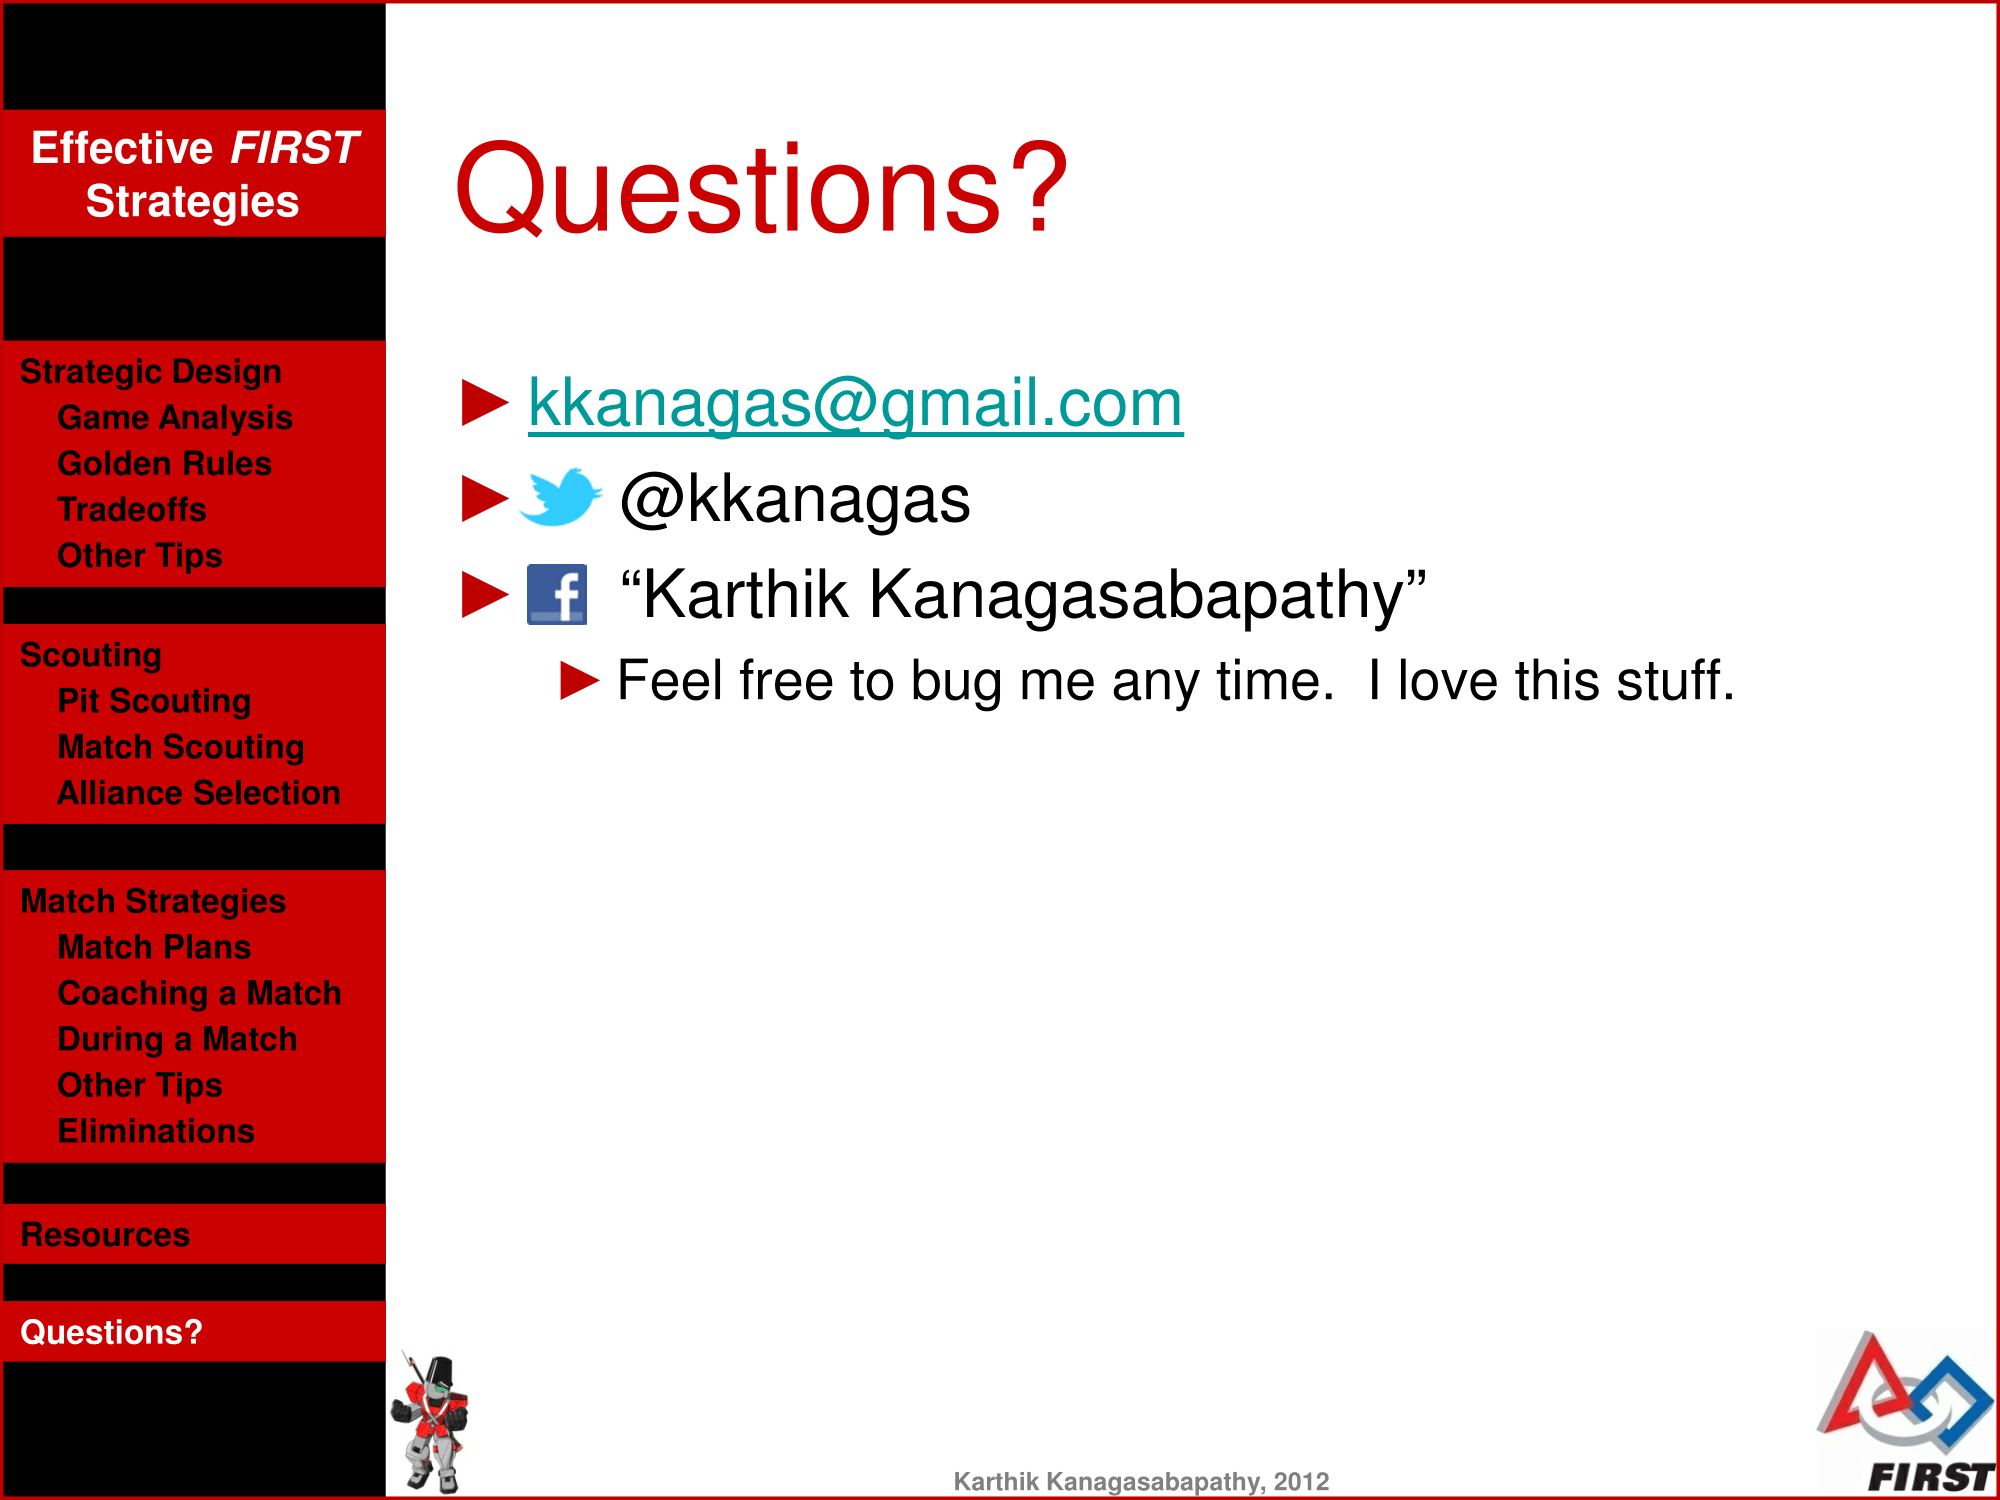 Effective FIRST
Strategies
Strategic Design
Game Analysis
Golden Rules
Tradeoffs
Other Tips
Scouting
Pit Scouting
Match Scouting
Alliance Selection
Match Strategies
Match Plans
Coaching a Match
During a Match
Other Tips
Eliminations
Resources
Questions?
Questions?
kkanagas@gmail.com
@kkanagas
“Karthik Kanagasabapathy”
Feel free to bug me any time.  I love this stuff.
Karthik Kanagasabapathy, 2012
FIRST